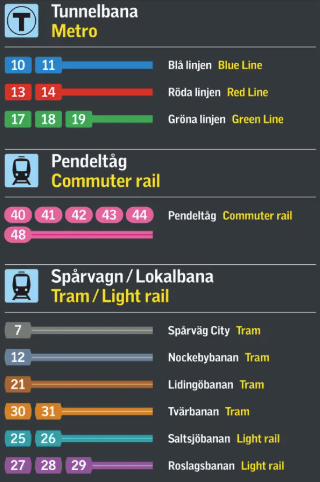 T Tunnelbana
Metro
10 11 Blå linjen Blue Line
13 14 Röda linjen Red Line
17 18 19 Gröna linjen Green Line
Pendeltåg
Commuter rail
40 41 42 43 44 Pendeltåg Commuter rail
48
Spårvagn / Lokalbana
Tram / Light rail
7 Spårväg City Tram
12 Nockebybanan Tram
21 Lidingöbanan Tram
30 31 Tvärbanan Tram
25 26 Saltsjöbanan Light rail
27 28 29 Roslagsbanan Light rail